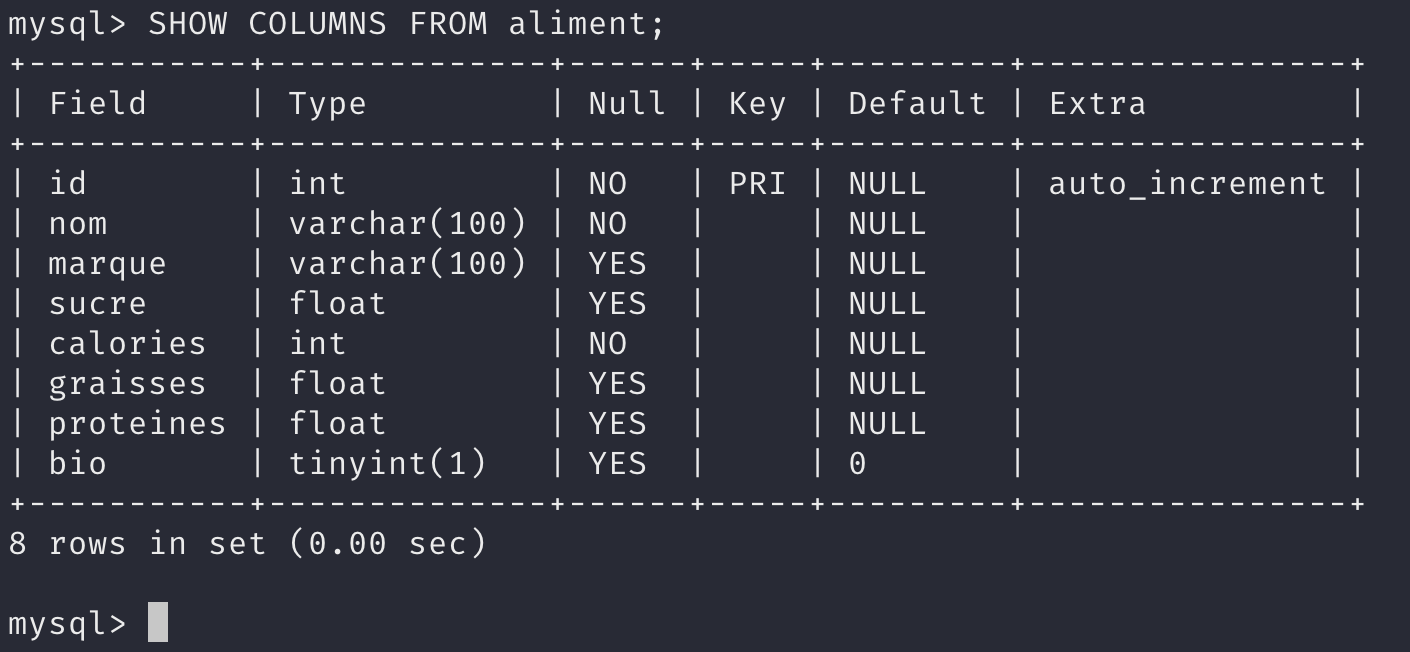 mysql> SHOW COLUMNS FROM aliment;
+-----------+--------------+------+-----+---------+----------------+
| Field     | Type         | Null | Key | Default | Extra          |
+-----------+--------------+------+-----+---------+----------------+
| id        | int          | NO   | PRI | NULL    | auto_increment |
| nom       | varchar(100) | NO   |     | NULL    |                |
| marque    | varchar(100) | YES  |     | NULL    |                |
| sucre     | float        | YES  |     | NULL    |                |
| calories  | int          | NO   |     | NULL    |                |
| graisses  | float        | YES  |     | NULL    |                |
| proteines | float        | YES  |     | NULL    |                |
| bio       | tinyint(1)   | YES  |     | 0       |                |
+-----------+--------------+------+-----+---------+----------------+
8 rows in set (0.00 sec)

mysql>